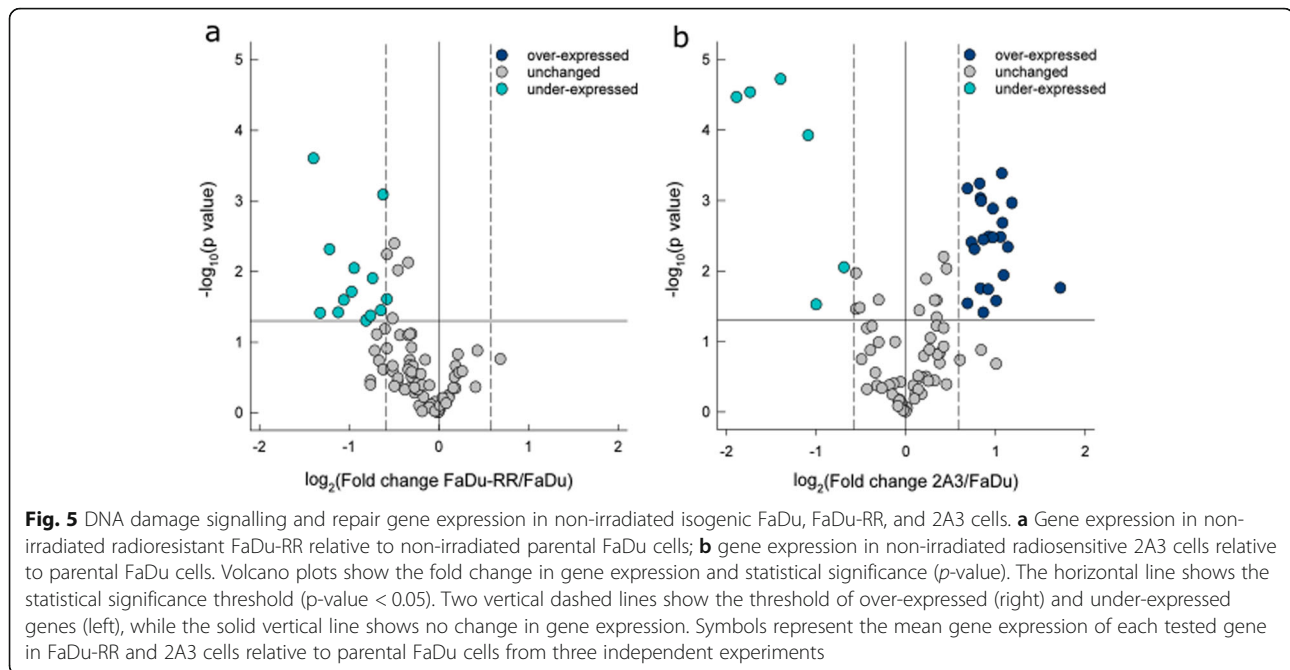 a
b
over-expressed
unchanged
under-expressed
over-expressed
unchanged
under-expressed
5
4
3
2
1
0
-log10(p value)
-2
-1
0
1
2
log2(Fold change FaDu-RR/FaDu)
5
4
3
2
1
0
-log10(p value)
-2
-1
0
1
2
log2(Fold change 2A3/FaDu)
Fig. 5 DNA damage signalling and repair gene expression in non-irradiated isogenic FaDu, FaDu-RR, and 2A3 cells. a Gene expression in non-
irradiated radioresistant FaDu-RR relative to non-irradiated parental FaDu cells; b gene expression in non-irradiated radiosensitive 2A3 cells relative
to parental FaDu cells. Volcano plots show the fold change in gene expression and statistical significance (p-value). The horizontal line shows the
statistical significance threshold (p-value < 0.05). Two vertical dashed lines show the threshold of over-expressed (right) and under-expressed
genes (left), while the solid vertical line shows no change in gene expression. Symbols represent the mean gene expression of each tested gene
in FaDu-RR and 2A3 cells relative to parental FaDu cells from three independent experiments